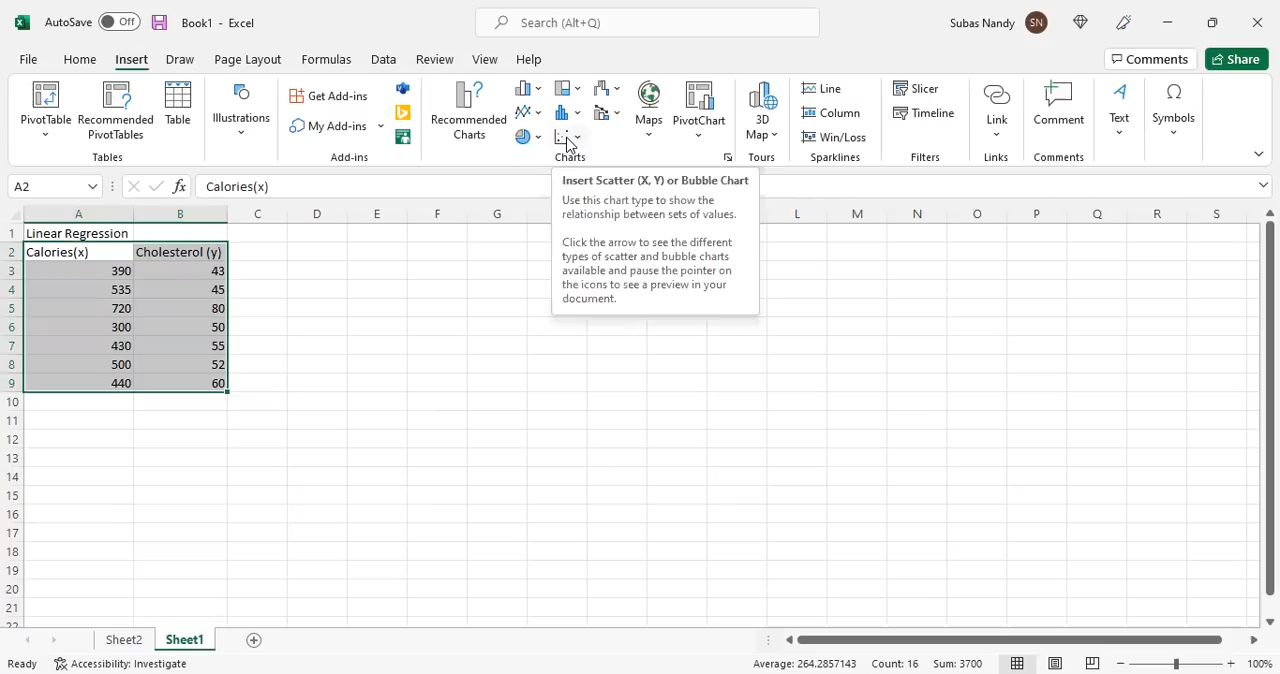 AutoSave Off Book1 - Excel Search (Alt+Q) Subas Nandy SN
File Home Insert Draw Page Layout Formulas Data Review View Help Comments Share
PivotTable
Recommended
PivotTables
Table
Tables
Illustrations
Get Add-ins
My Add-ins
Add-ins
Recommended
Charts
Maps
PivotChart
Charts
3D
Map
Tours
Line
Column
Win/Loss
Sparklines
Slicer
Timeline
Filters
Link
Links
Comment
Comments
Text
Symbols
A2 fx Calories(x)
Insert Scatter (X, Y) or Bubble Chart
Use this chart type to show the
relationship between sets of values.
Click the arrow to see the different
types of scatter and bubble charts
available and pause the pointer on
the icons to see a preview in your
document.
A B C D E F G L M N O P Q R S
1 Linear Regression
2 Calories(x) Cholesterol (y)
3 390 43
4 535 45
5 720 80
6 300 50
7 430 55
8 500 52
9 440 60
10
11
12
13
14
15
16
17
18
19
20
21
22
Sheet2 Sheet1
Ready Accessibility: Investigate Average: 264.2857143 Count: 16 Sum: 3700 100%